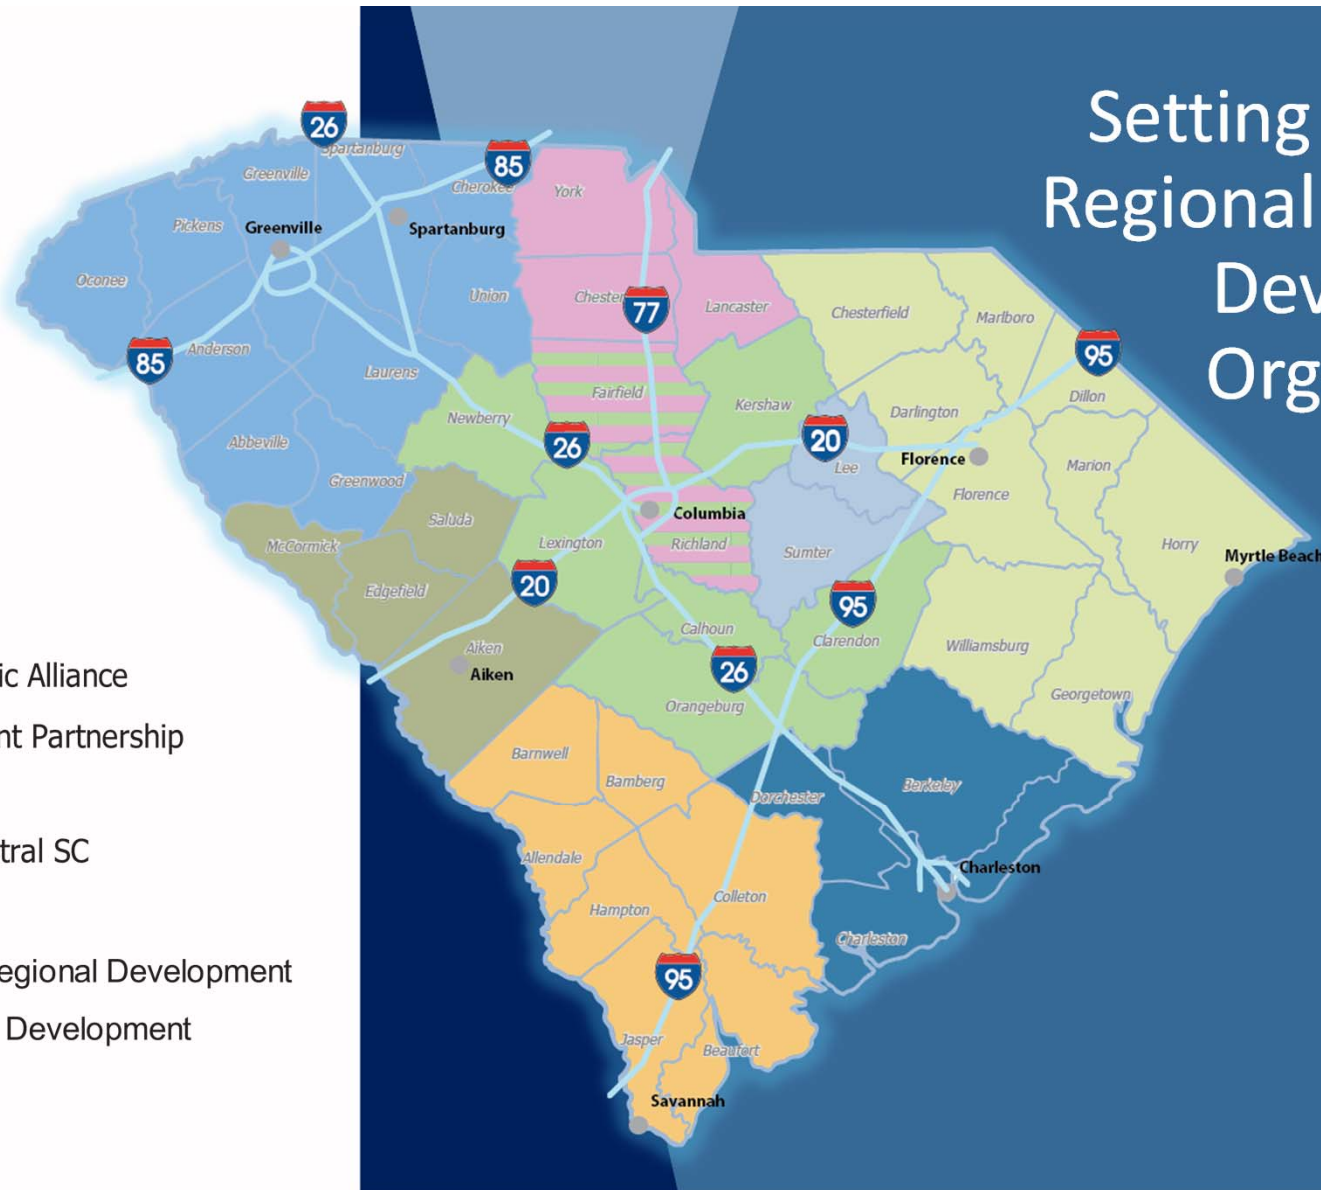 Setting
Regional
Dev
Org
26
85
Spartanburg
Greenville
Cherokee
York
Pickens
Greenville
Spartanburg
Oconee
Union
Chester
77
Lancaster
Chesterfield
Marlboro
95
85
Anderson
Laurens
Fairfield
Kershaw
Darlington
Dillon
Abbeville
Newberry
26
20
Lee
Florence
Marion
Greenwood
Florence
Columbia
Saluda
McCormick
Lexington
Richland
Sumter
Horry
Myrtle Beach
Edgefield
20
95
Calhoun
Clarendon
Williamsburg
Aiken
Aiken
26
Orangeburg
Georgetown
ic Alliance
nt Partnership
tral SC
egional Development
Development
Barnwell
Bamberg
Dorchester
Berkeley
Allendale
Charleston
Hampton
Colleton
Charleston
95
Jasper
Beaufort
Savannah